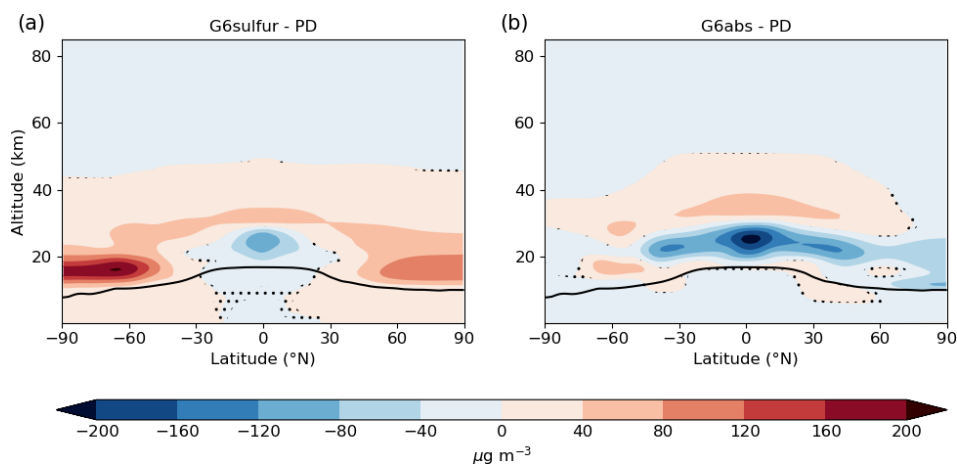 (a) G6sulfur - PD
(b) G6abs - PD
Altitude (km)
80
60
40
20
80
60
40
20
−90 −60 −30 0 30 60 90
−90 −60 −30 0 30 60 90
Latitude (°N)
Latitude (°N)
−200 −160 −120 −80 −40 0 40 80 120 160 200
μg m⁻³